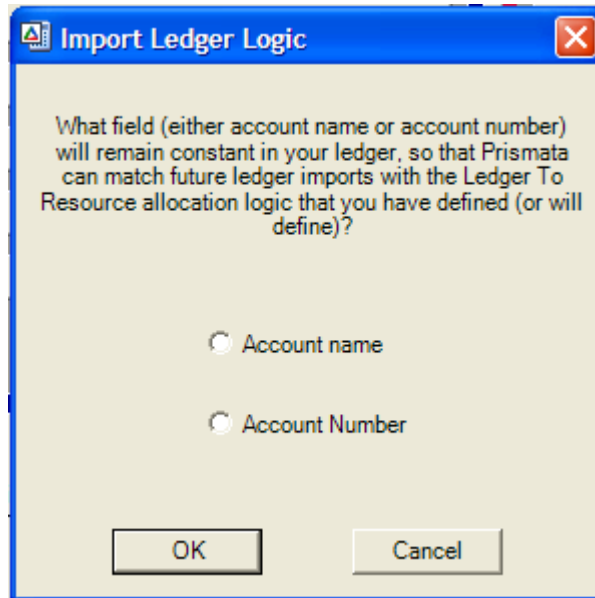 Import Ledger Logic
What field (either account name or account number)
will remain constant in your ledger, so that Prismata
can match future ledger imports with the Ledger To
Resource allocation logic that you have defined (or will
define)?
Account name
Account Number
OK
Cancel